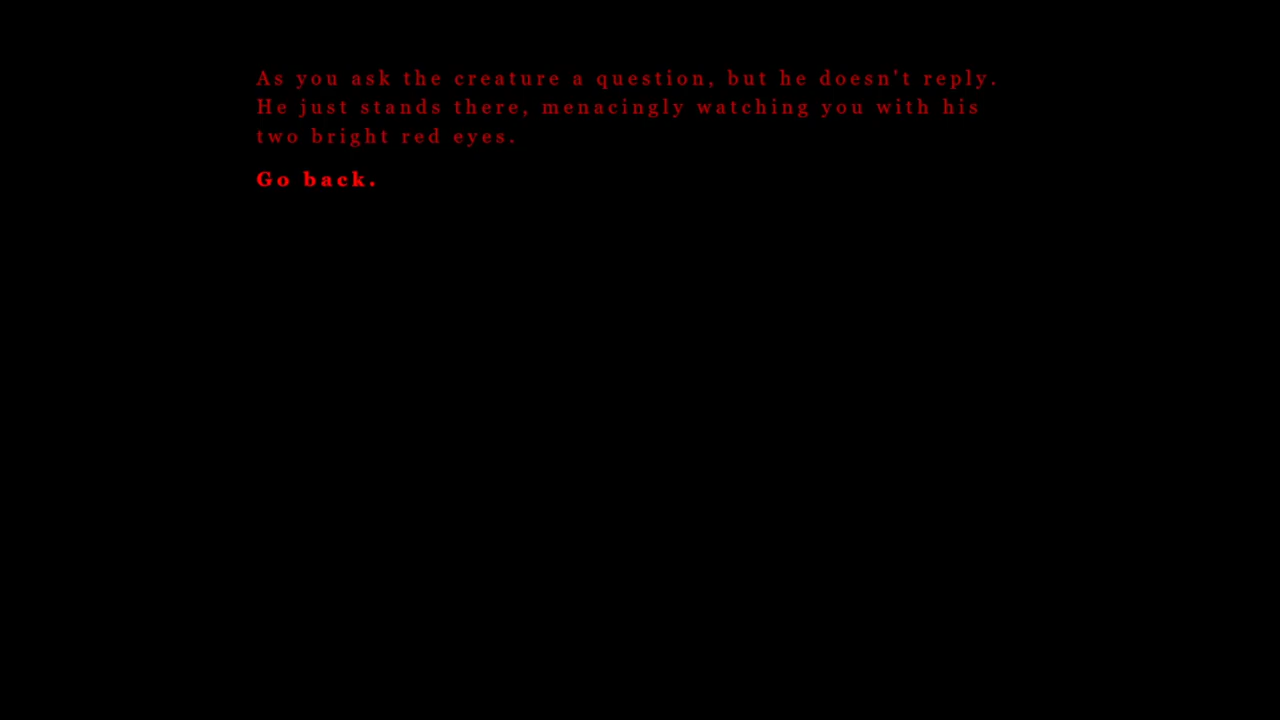 As you ask the creature a question, but he doesn't reply.
He just stands there, menacingly watching you with his
two bright red eyes.
Go back.